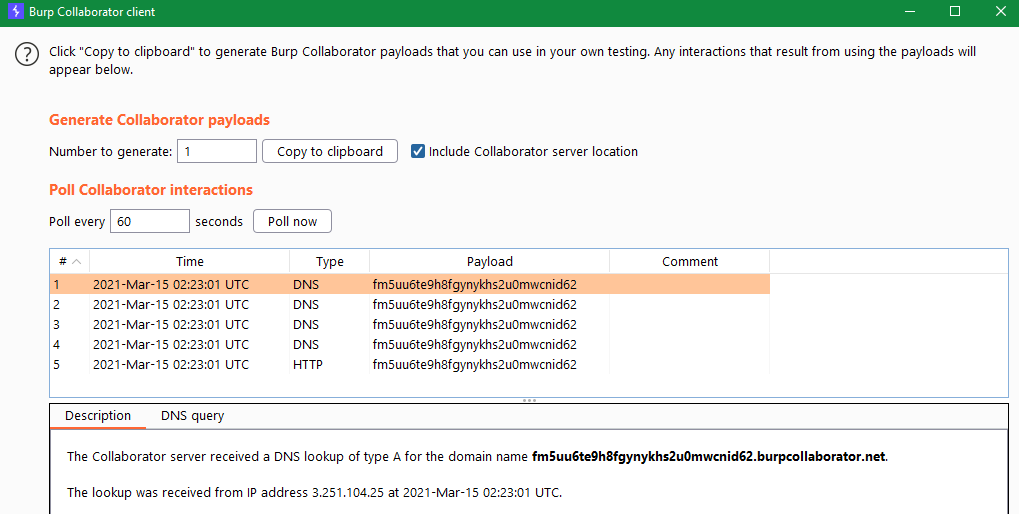 Burp Collaborator client
Click "Copy to clipboard" to generate Burp Collaborator payloads that you can use in your own testing. Any interactions that result from using the payloads will
appear below.
Generate Collaborator payloads
Number to generate: 1 Copy to clipboard Include Collaborator server location
Poll Collaborator interactions
Poll every 60 seconds Poll now
# Time Type Payload Comment
1 2021-Mar-15 02:23:01 UTC DNS fm5uu6te9h8fgynykhs2u0mwcnid62
2 2021-Mar-15 02:23:01 UTC DNS fm5uu6te9h8fgynykhs2u0mwcnid62
3 2021-Mar-15 02:23:01 UTC DNS fm5uu6te9h8fgynykhs2u0mwcnid62
4 2021-Mar-15 02:23:01 UTC DNS fm5uu6te9h8fgynykhs2u0mwcnid62
5 2021-Mar-15 02:23:01 UTC HTTP fm5uu6te9h8fgynykhs2u0mwcnid62
Description DNS query
The Collaborator server received a DNS lookup of type A for the domain name fm5uu6te9h8fgynykhs2u0mwcnid62.burpcollaborator.net.
The lookup was received from IP address 3.251.104.25 at 2021-Mar-15 02:23:01 UTC.